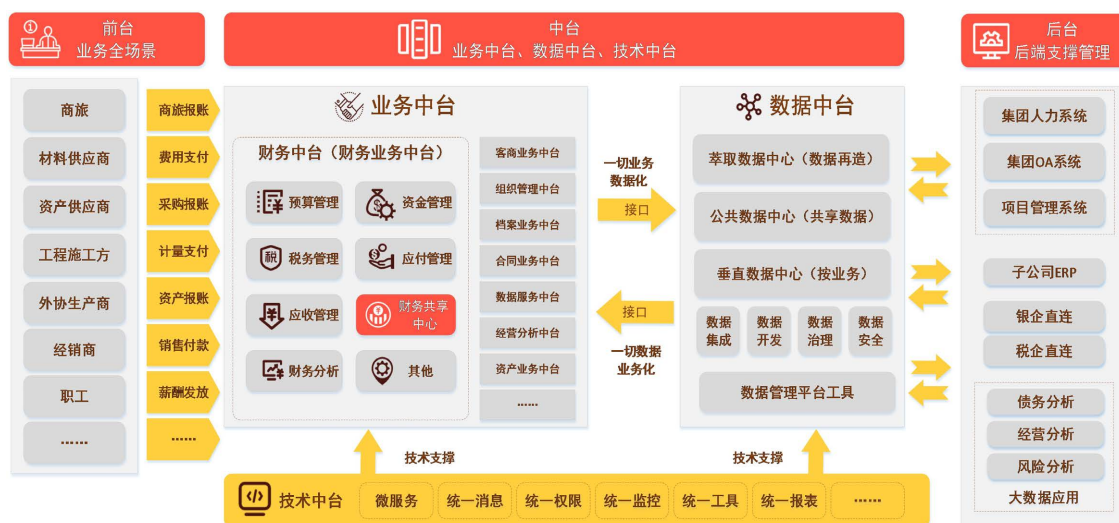 前台
业务全场景
中台
业务中台、数据中台、技术中台
后台
后端支撑管理
商旅
材料供应商
资产供应商
工程施工方
外协生产商
经销商
职工
……
商旅报账
费用支付
采购报账
计量支付
资产报账
销售付款
薪酬发放
……
业务中台
财务中台（财务业务中台）
预算管理
资金管理
税务管理
应付管理
应收管理
财务共享
中心
财务分析
其他
客商业务中台
组织管理中台
档案业务中台
合同业务中台
数据服务中台
经营分析中台
资产业务中台
……
一切业务
数据化
接口
接口
一切数据
业务化
数据中台
萃取数据中心（数据再造）
公共数据中心（共享数据）
垂直数据中心（按业务）
数据
集成
数据
开发
数据
治理
数据
安全
数据管理平台工具
集团人力系统
集团OA系统
项目管理系统
子公司ERP
银企直连
税企直连
债务分析
经营分析
风险分析
大数据应用
技术支撑
技术支撑
技术中台
微服务
统一消息
统一权限
统一监控
统一工具
统一报表
……